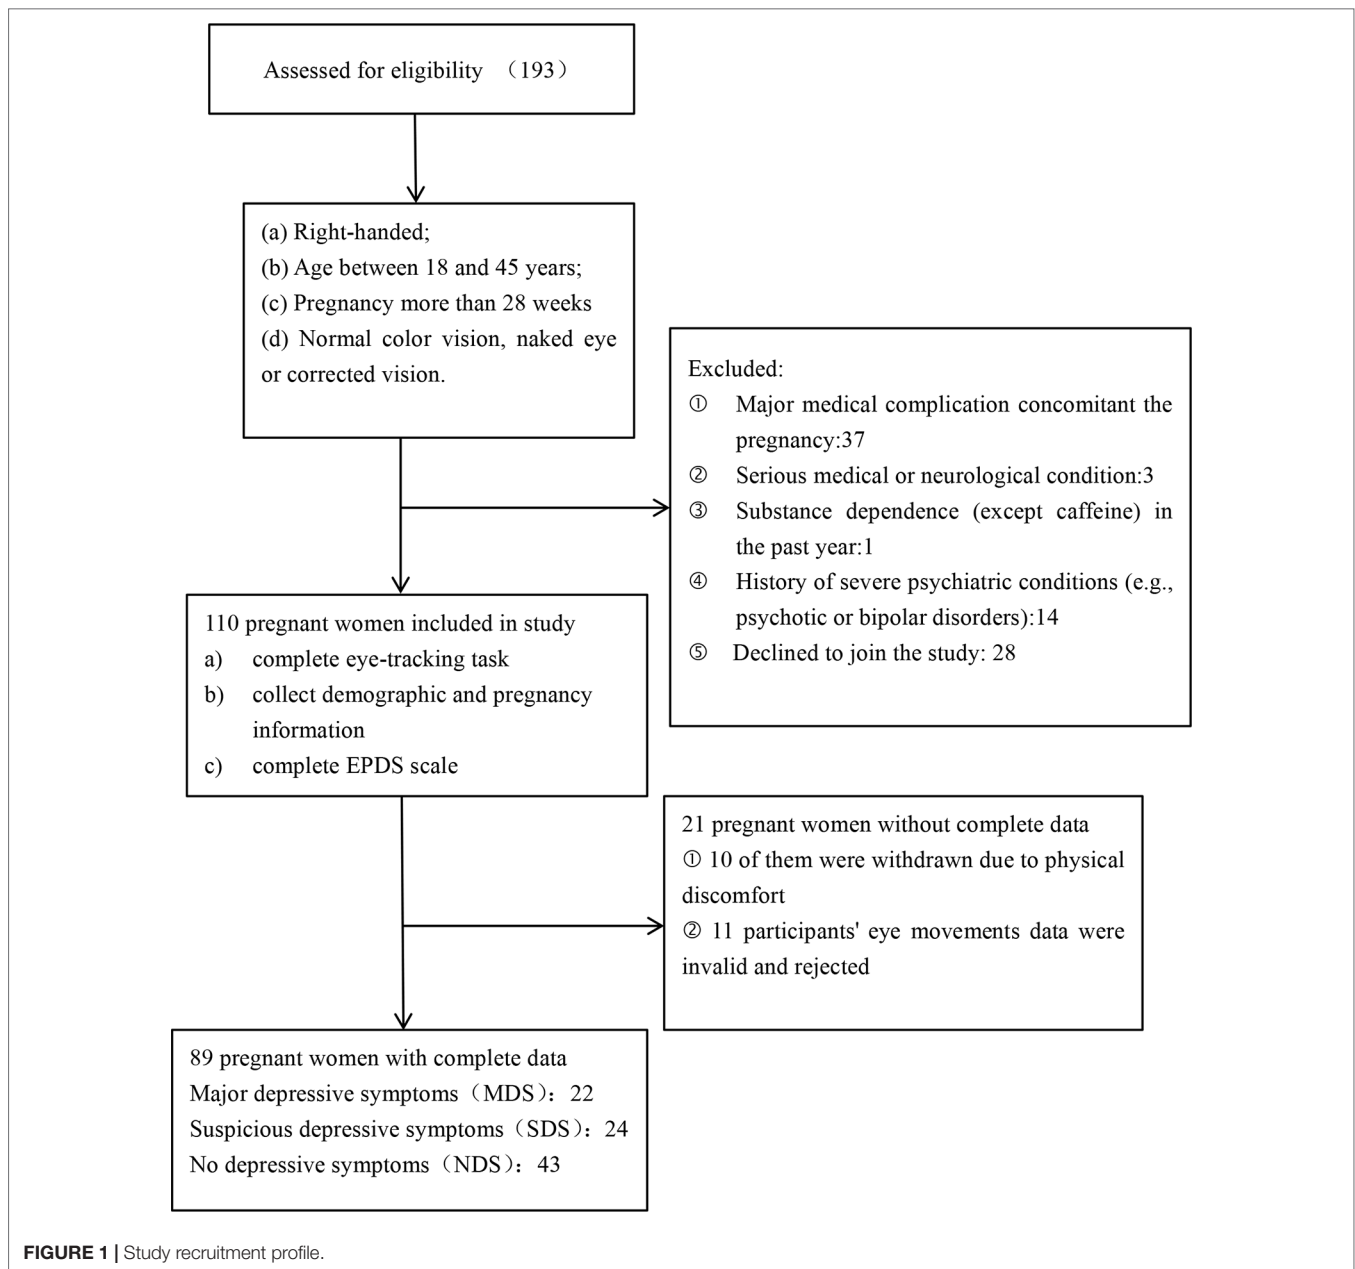 Assessed for eligibility （193）
(a) Right-handed;
(b) Age between 18 and 45 years;
(c) Pregnancy more than 28 weeks
(d) Normal color vision, naked eye
or corrected vision.
Excluded:
① Major medical complication concomitant the
pregnancy:37
② Serious medical or neurological condition:3
③ Substance dependence (except caffeine) in
the past year:1
④ History of severe psychiatric conditions (e.g.,
psychotic or bipolar disorders):14
⑤ Declined to join the study: 28
110 pregnant women included in study
a) complete eye-tracking task
b) collect demographic and pregnancy
information
c) complete EPDS scale
21 pregnant women without complete data
① 10 of them were withdrawn due to physical
discomfort
② 11 participants' eye movements data were
invalid and rejected
89 pregnant women with complete data
Major depressive symptoms（MDS）：22
Suspicious depressive symptoms（SDS）：24
No depressive symptoms（NDS）：43
FIGURE 1 | Study recruitment profile.